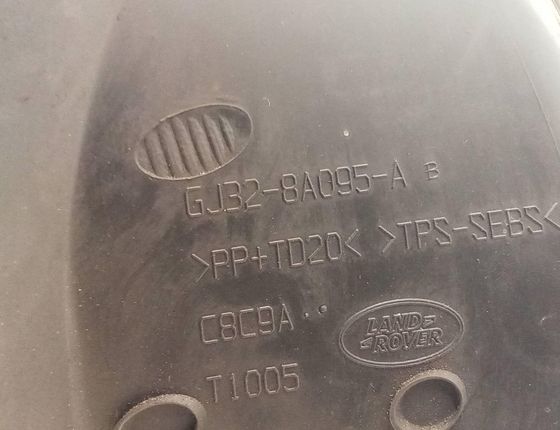 GJ32-8A095-A B
>PP+TD20< >TPS-SEBS<
C8C9A
LAND
ROVER
T1005